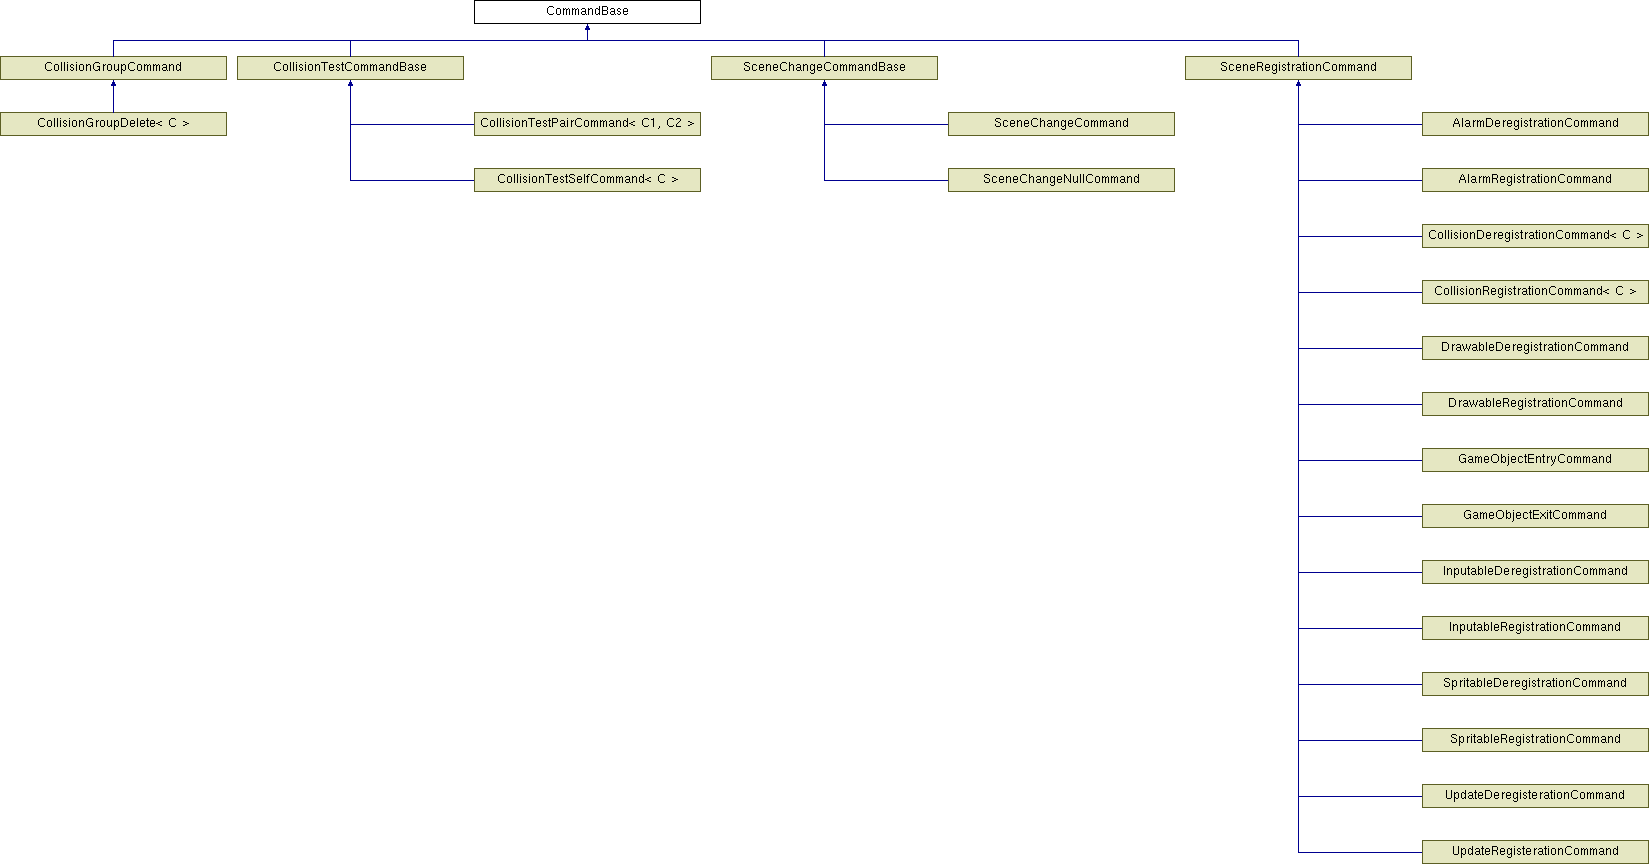 CommandBase
CollisionGroupCommand
CollisionTestCommandBase
SceneChangeCommandBase
SceneRegistrationCommand
CollisionGroupDelete< C >
CollisionTestPairCommand< C1, C2 >
SceneChangeCommand
AlarmDeregistrationCommand
CollisionTestSelfCommand< C >
SceneChangeNullCommand
AlarmRegistrationCommand
CollisionDeregistrationCommand< C >
CollisionRegistrationCommand< C >
DrawableDeregistrationCommand
DrawableRegistrationCommand
GameObjectEntryCommand
GameObjectExitCommand
InputableDeregistrationCommand
InputableRegistrationCommand
SpritableDeregistrationCommand
SpritableRegistrationCommand
UpdateDeregisterationCommand
UpdateRegisterationCommand